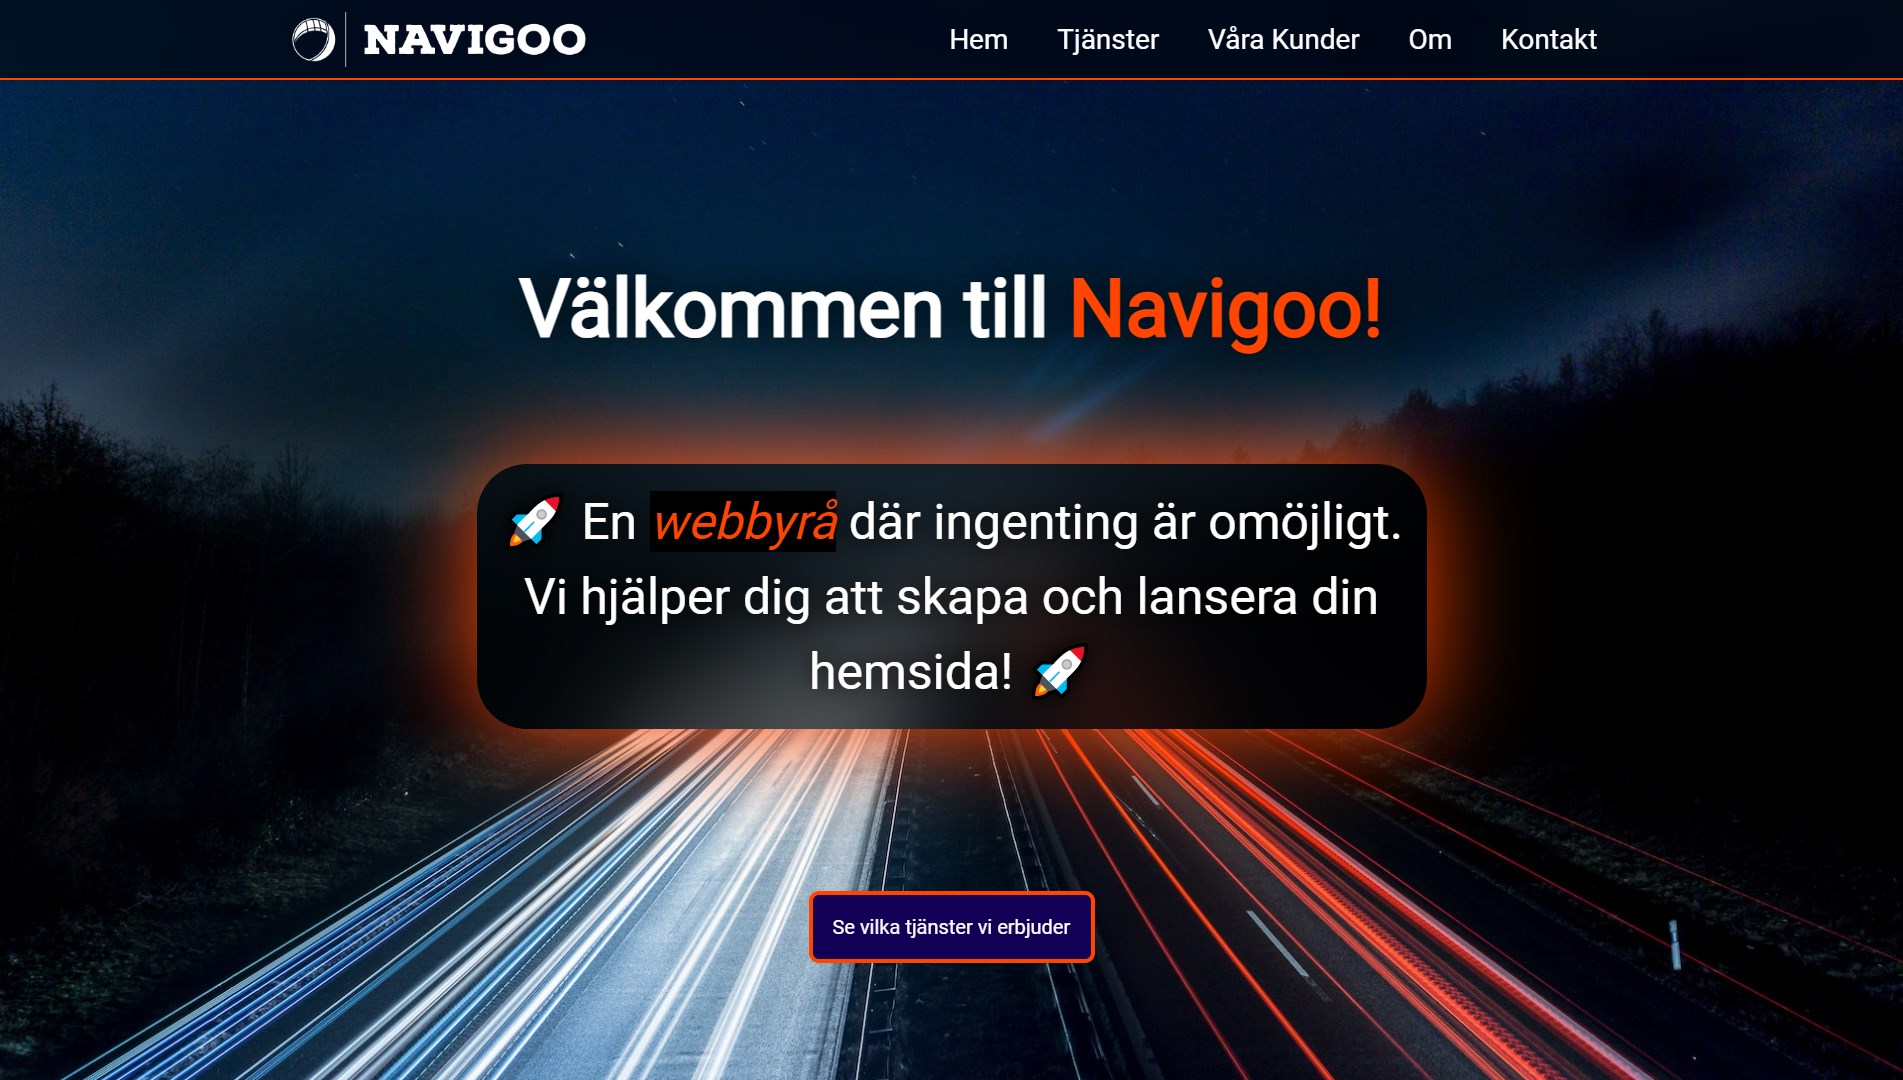 NAVIGOO
Hem Tjänster Våra Kunder Om Kontakt
Välkommen till Navigoo!
🚀 En webbyrå där ingenting är omöjligt.
Vi hjälper dig att skapa och lansera din
hemsida! 🚀
Se vilka tjänster vi erbjuder